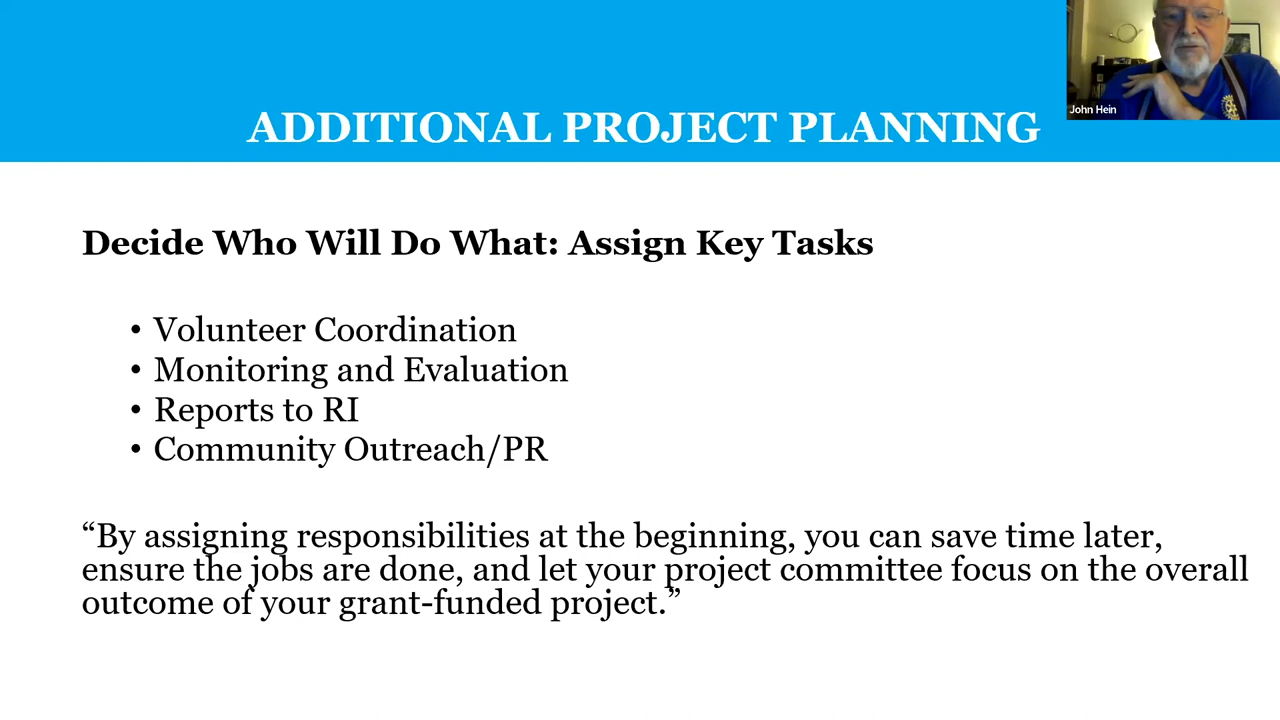 John Hein
ADDITIONAL PROJECT PLANNING
Decide Who Will Do What: Assign Key Tasks
• Volunteer Coordination
• Monitoring and Evaluation
• Reports to RI
• Community Outreach/PR
“By assigning responsibilities at the beginning, you can save time later,
ensure the jobs are done, and let your project committee focus on the overall
outcome of your grant-funded project.”